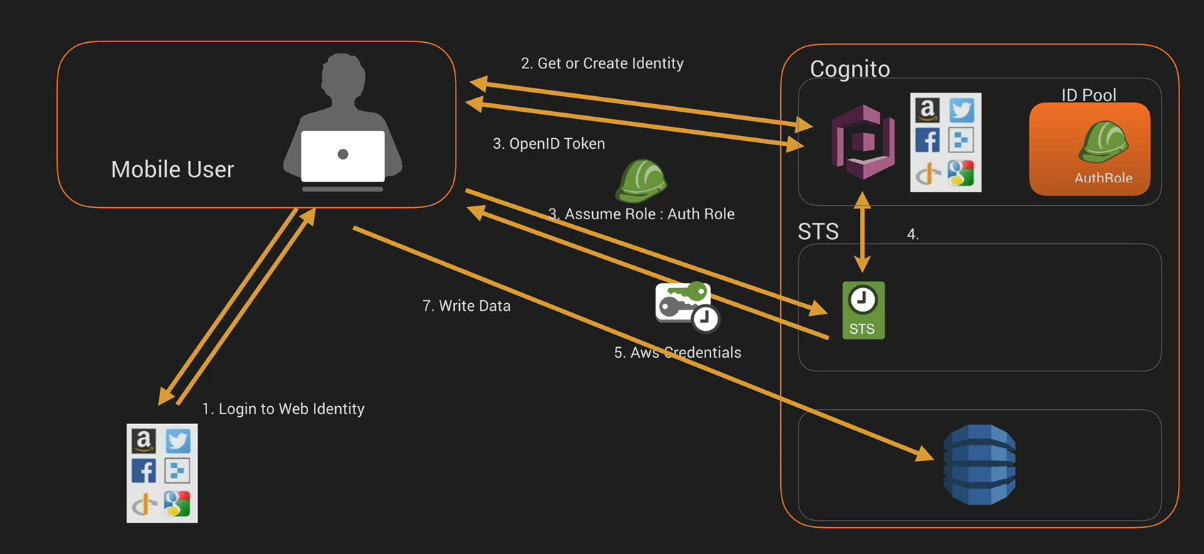 2. Get or Create Identity
Cognito
ID Pool
AuthRole
3. OpenID Token
Mobile User
3. Assume Role : Auth Role
STS
4.
7. Write Data
STS
5. Aws Credentials
1. Login to Web Identity